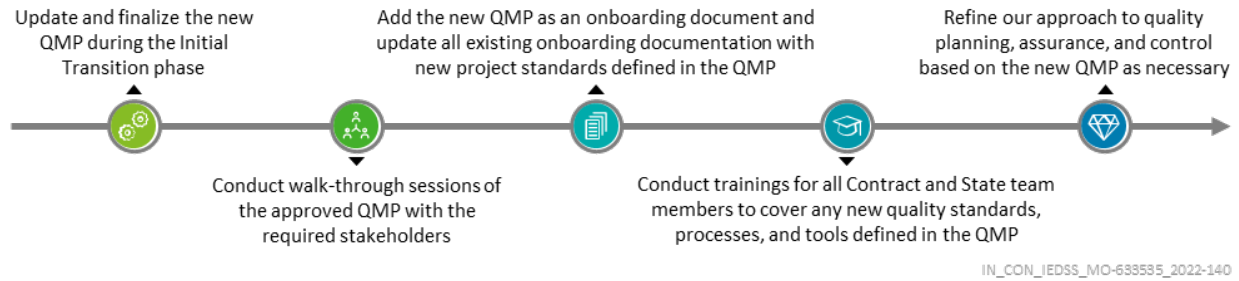 Update and finalize the new
QMP during the Initial
Transition phase
Conduct walk-through sessions of
the approved QMP with the
required stakeholders
Add the new QMP as an onboarding document and
update all existing onboarding documentation with
new project standards defined in the QMP
Conduct trainings for all Contract and State team
members to cover any new quality standards,
processes, and tools defined in the QMP
Refine our approach to quality
planning, assurance, and control
based on the new QMP as necessary
IN_CON_IEDSS_MO-633535_2022-140